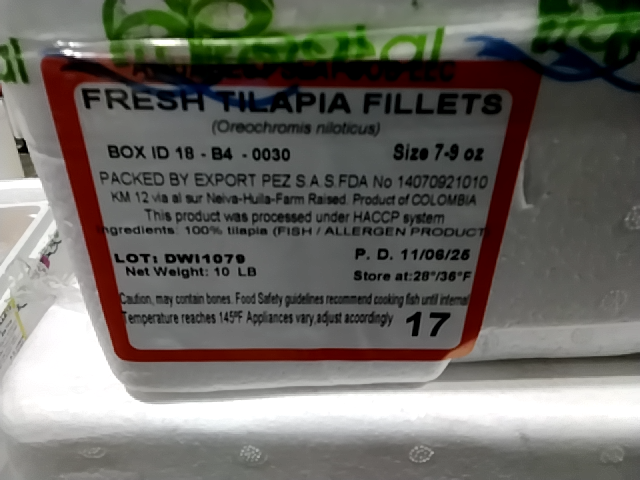 FRESH TILAPIA FILLETS
(Oreochromis niloticus)
BOX ID 18 - B4 - 0030 Size 7-9 oz
PACKED BY EXPORT PEZ S.A.S.FDA No 14070921010
KM 12 via al sur Neiva-Huila-Farm Raised. Product of COLOMBIA
This product was processed under HACCP system
Ingredients: 100% tilapia (FISH / ALLERGEN PRODUCT
LOT: DWI1079 P. D. 11/06/25
Net Weight: 10 LB Store at:28°/36°F
Caution, may contain bones. Food Safety guidelines recommend cooking fish until internal
Temperature reaches 145ºF Appliances vary,adjust acoordingly 17